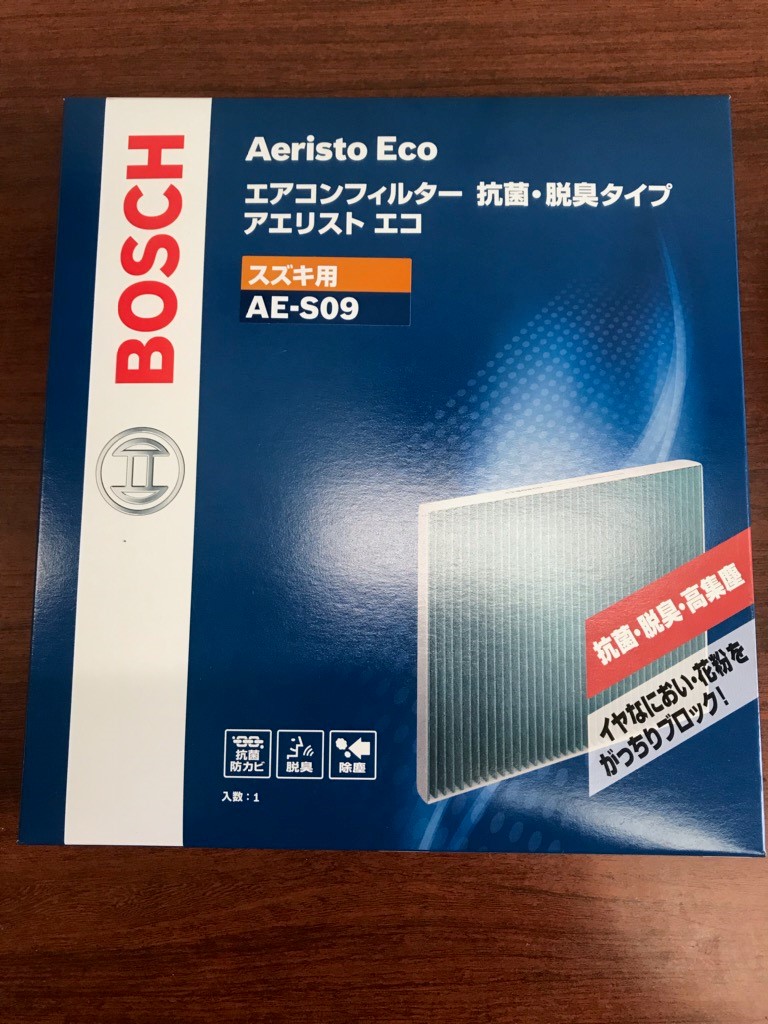 BOSCH
Aeristo Eco
エアコンフィルター 抗菌・脱臭タイプ
アエリスト エコ
スズキ用
AE-S09
抗菌・脱臭・高集塵
イヤなにおい・花粉を
がっちりブロック!
抗菌
防カビ
脱臭
除塵
入数:1